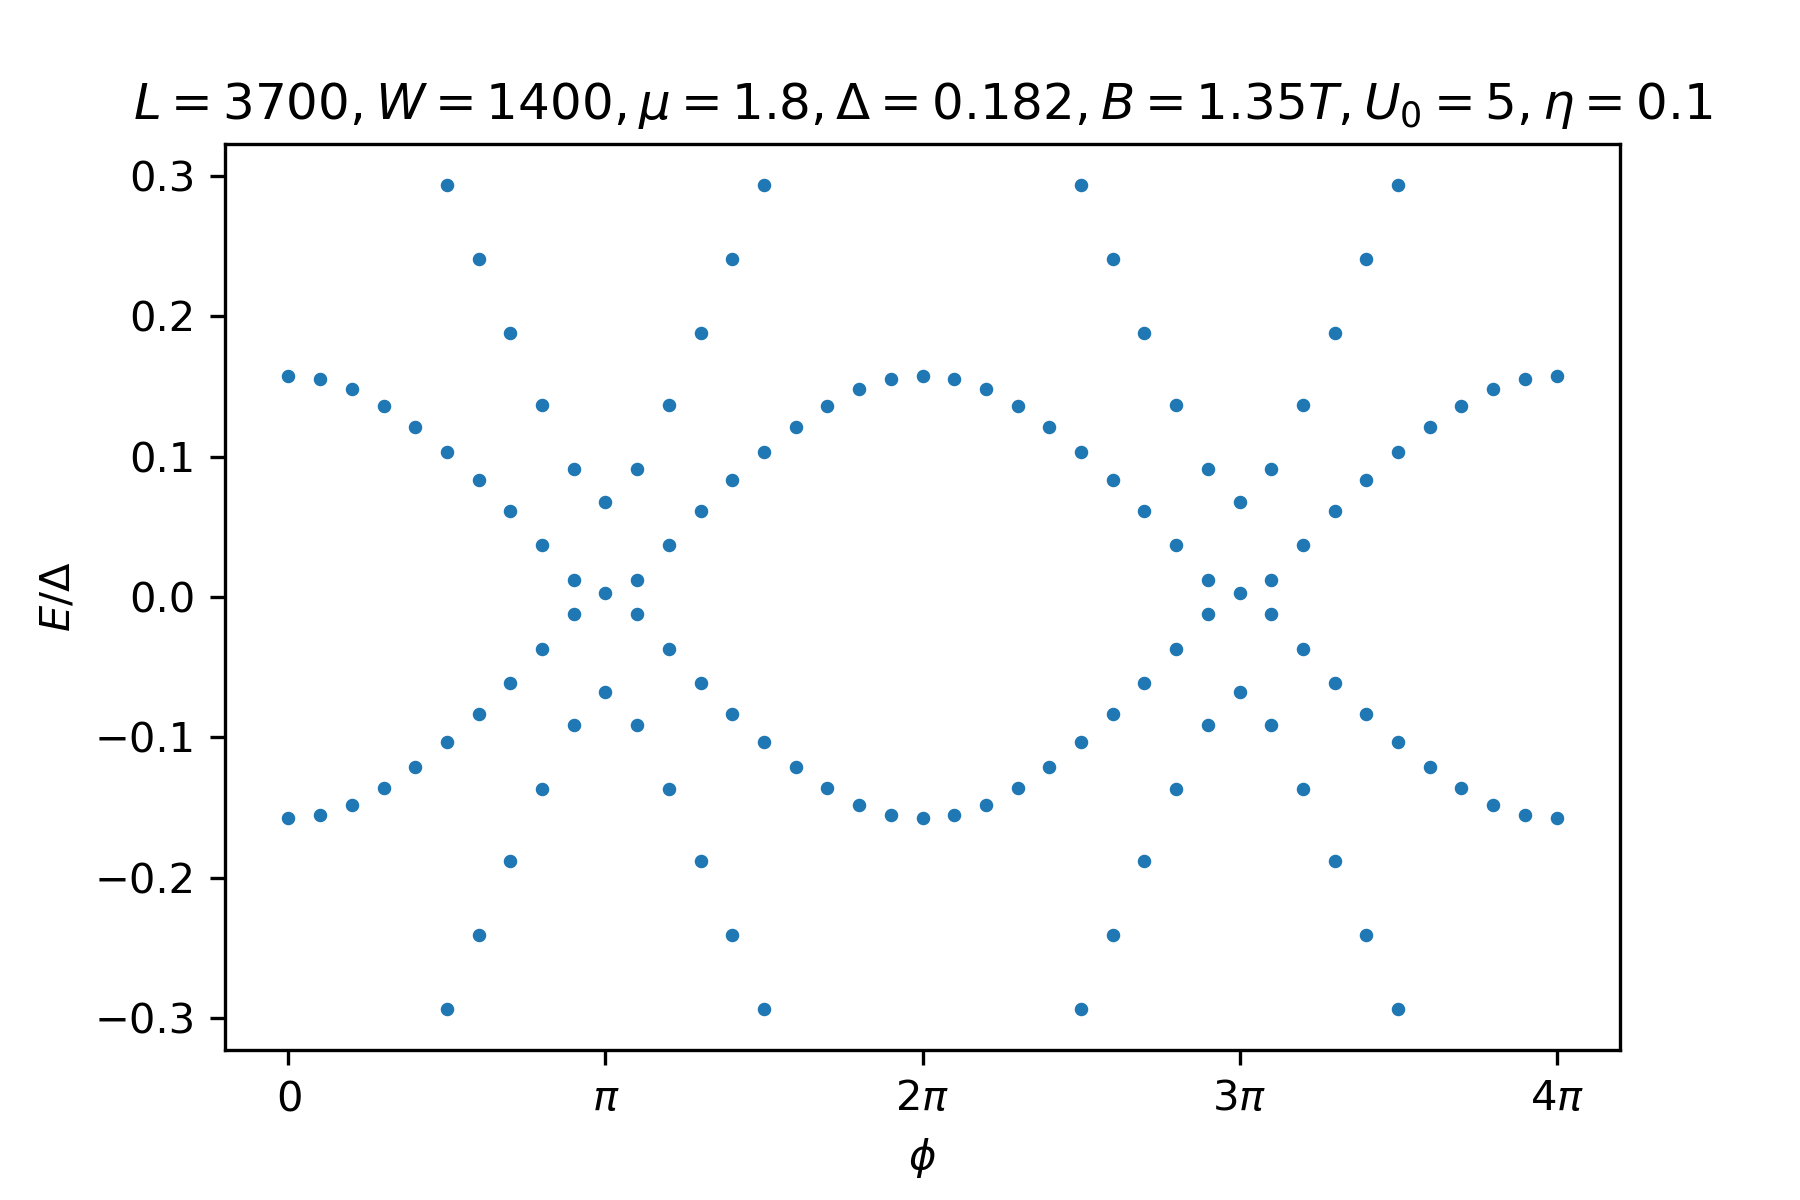 L = 3700, W = 1400, μ = 1.8, Δ = 0.182, B = 1.35T, U₀ = 5, η = 0.1
0.3
0.2
0.1
0.0
−0.1
−0.2
−0.3
E/Δ
0 π 2π 3π 4π
ϕ